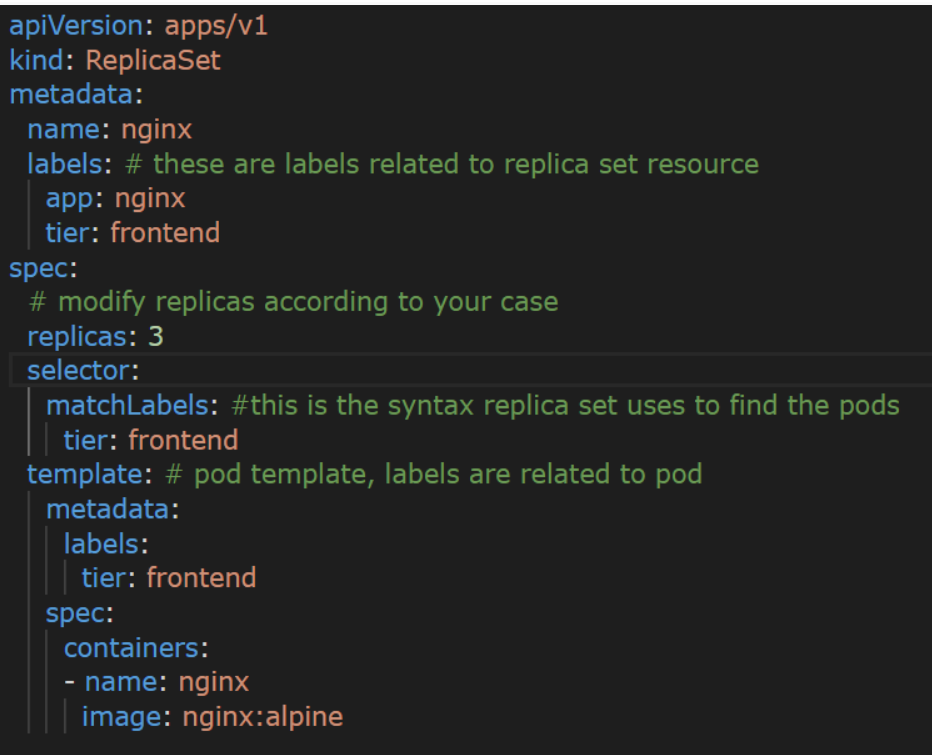 apiVersion: apps/v1
kind: ReplicaSet
metadata:
  name: nginx
  labels: # these are labels related to replica set resource
    app: nginx
    tier: frontend
spec:
  # modify replicas according to your case
  replicas: 3
  selector:
    matchLabels: #this is the syntax replica set uses to find the pods
      tier: frontend
  template: # pod template, labels are related to pod
    metadata:
      labels:
        tier: frontend
    spec:
      containers:
      - name: nginx
        image: nginx:alpine